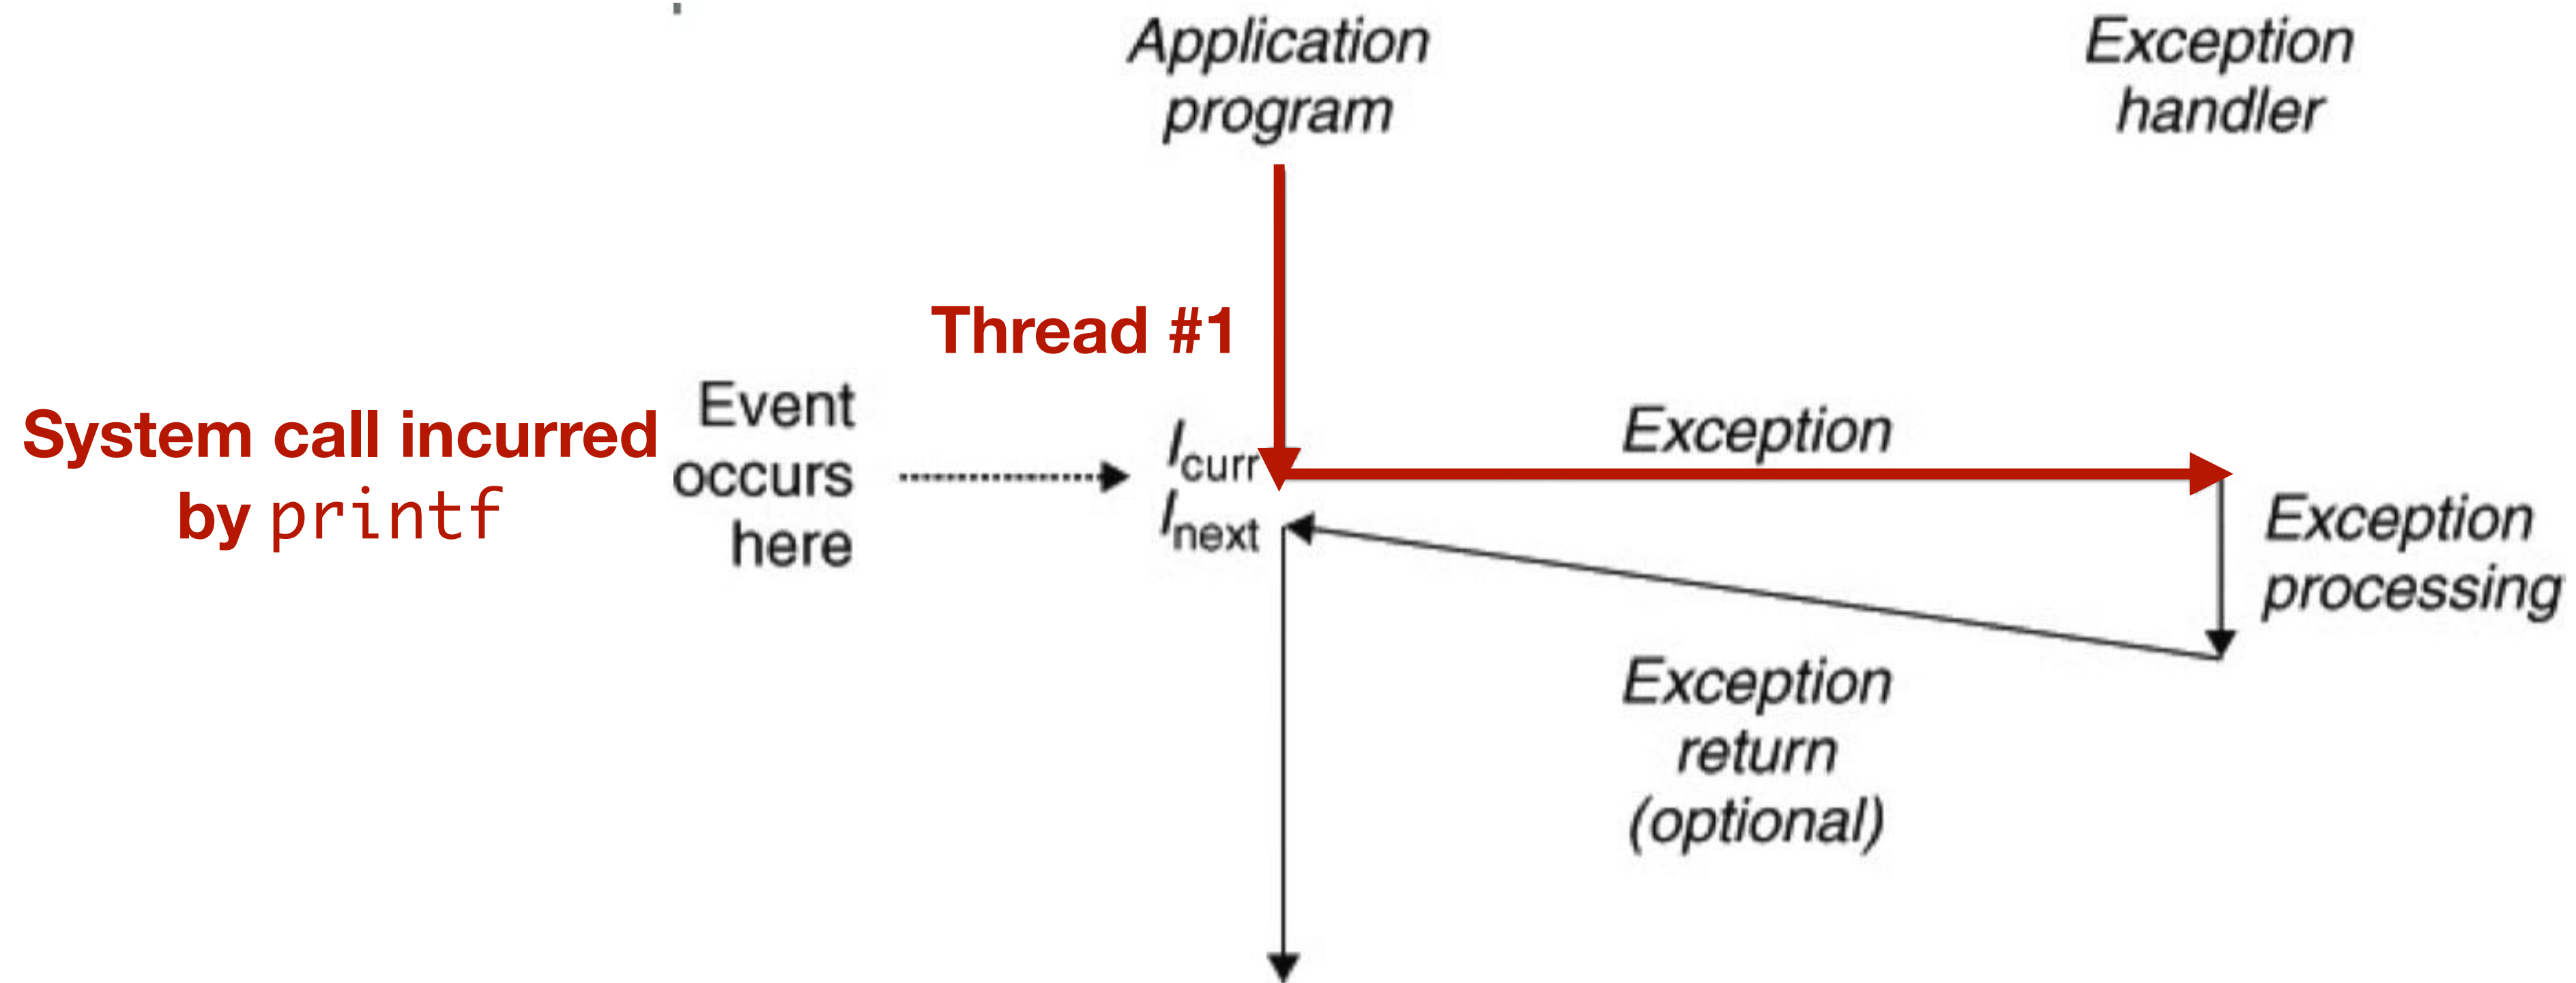 Application
program
Exception
handler
Thread #1
System call incurred
by printf
Event
occurs
here
Icurr
Inext
Exception
Exception
processing
Exception
return
(optional)